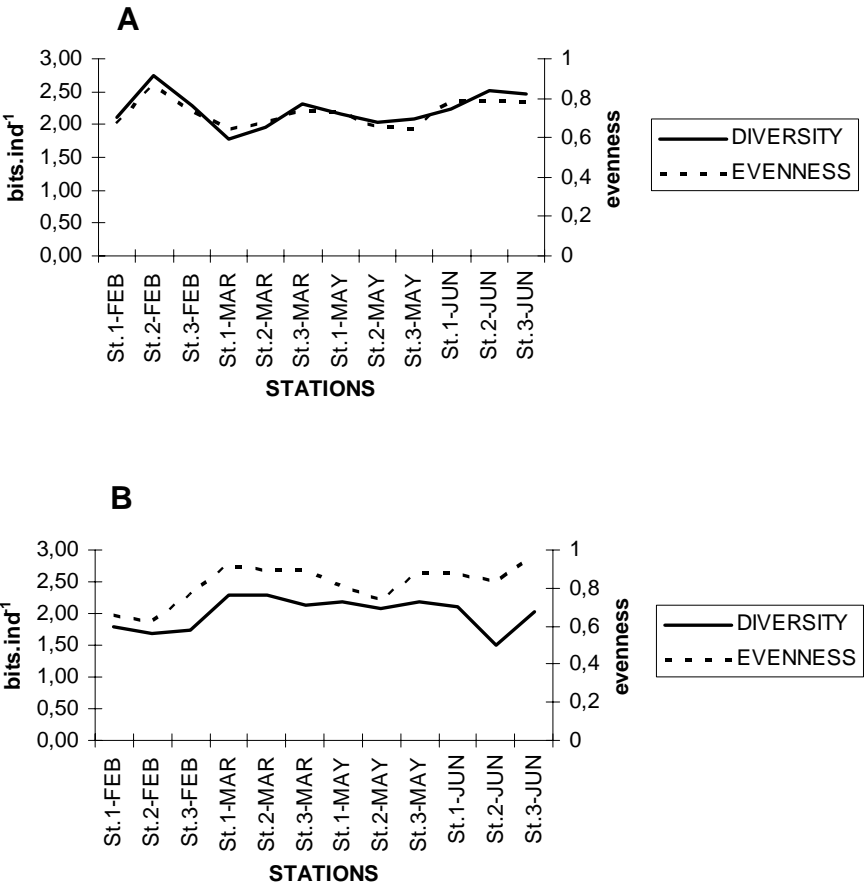 A
3,00
2,50
2,00
1,50
1,00
0,50
0,00
bits.ind-1
1
0,8
0,6
0,4
0,2
0
evenness
DIVERSITY
EVENNESS
St.1-FEB
St.2-FEB
St.3-FEB
St.1-MAR
St.2-MAR
St.3-MAR
St.1-MAY
St.2-MAY
St.3-MAY
St.1-JUN
St.2-JUN
St.3-JUN
STATIONS
B
3,00
2,50
2,00
1,50
1,00
0,50
0,00
bits.ind-1
1
0,8
0,6
0,4
0,2
0
evenness
DIVERSITY
EVENNESS
St.1-FEB
St.2-FEB
St.3-FEB
St.1-MAR
St.2-MAR
St.3-MAR
St.1-MAY
St.2-MAY
St.3-MAY
St.1-JUN
St.2-JUN
St.3-JUN
STATIONS